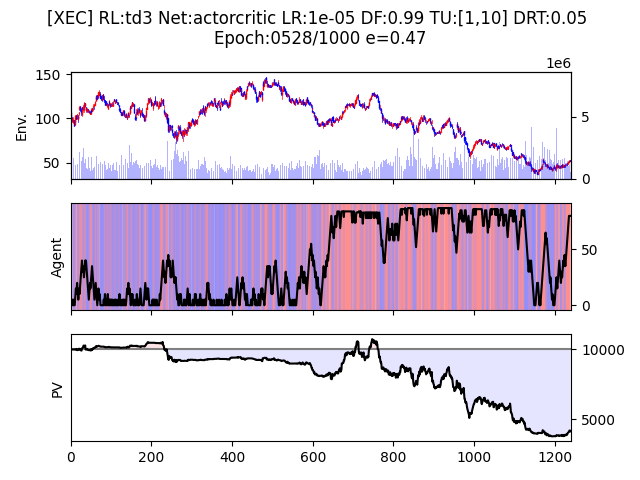 [XEC] RL:td3 Net:actorcritic LR:1e-05 DF:0.99 TU:[1,10] DRT:0.05
Epoch:0528/1000 e=0.47
1e6
150
100
50
Env.
5
0
Agent
50
0
PV
10000
5000
0
200
400
600
800
1000
1200